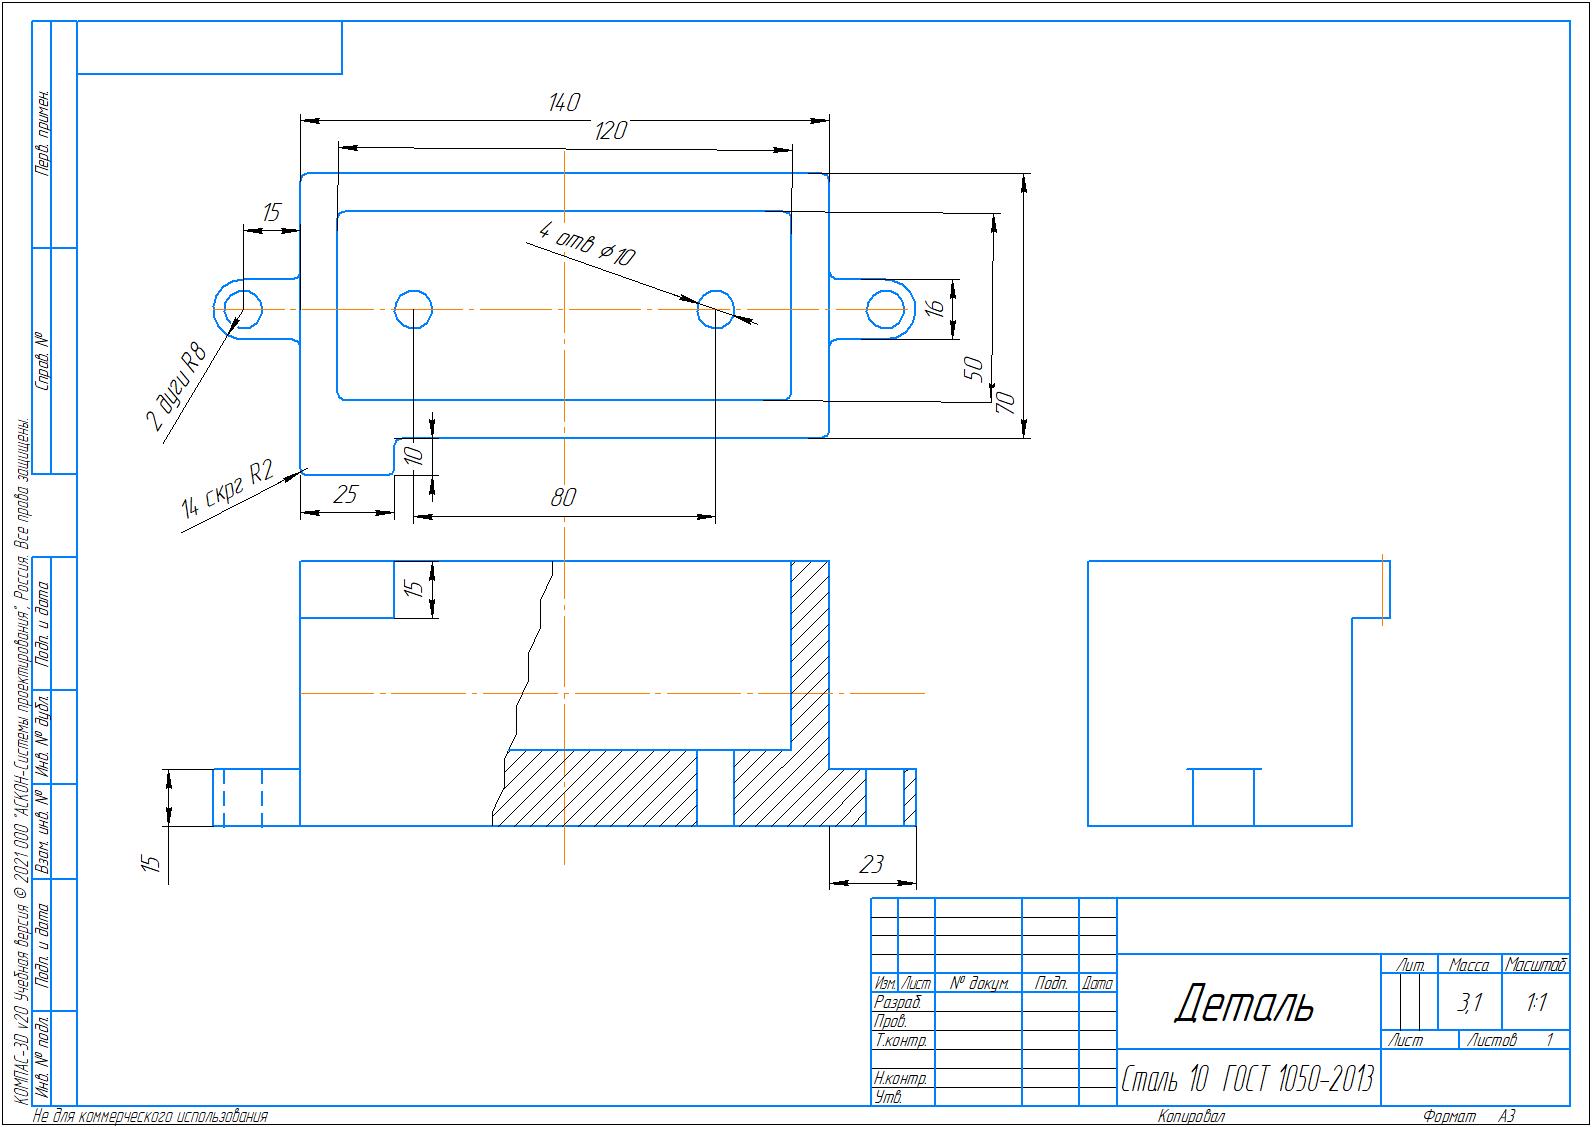 140
120
15
4 отв ⌀10
16
50
70
2 дуги R8
10
14 скрг R2
25
80
15
15
23
Перв. примен.
Справ. №
Подп. и дата
Инв. № дубл.
Взам. инв. №
Подп. и дата
Инв. № подл.
КОМПАС-3D v20 Учебная версия © 2021 ООО "АСКОН-Системы проектирования", Россия. Все права защищены.
Изм. Лист № докум. Подп. Дата
Разраб.
Пров.
Т.контр.
Н.контр.
Утв.
Деталь
Сталь 10 ГОСТ 1050-2013
Лит. Масса Масштаб
3,1 1:1
Лист Листов 1
Не для коммерческого использования
Копировал
Формат A3